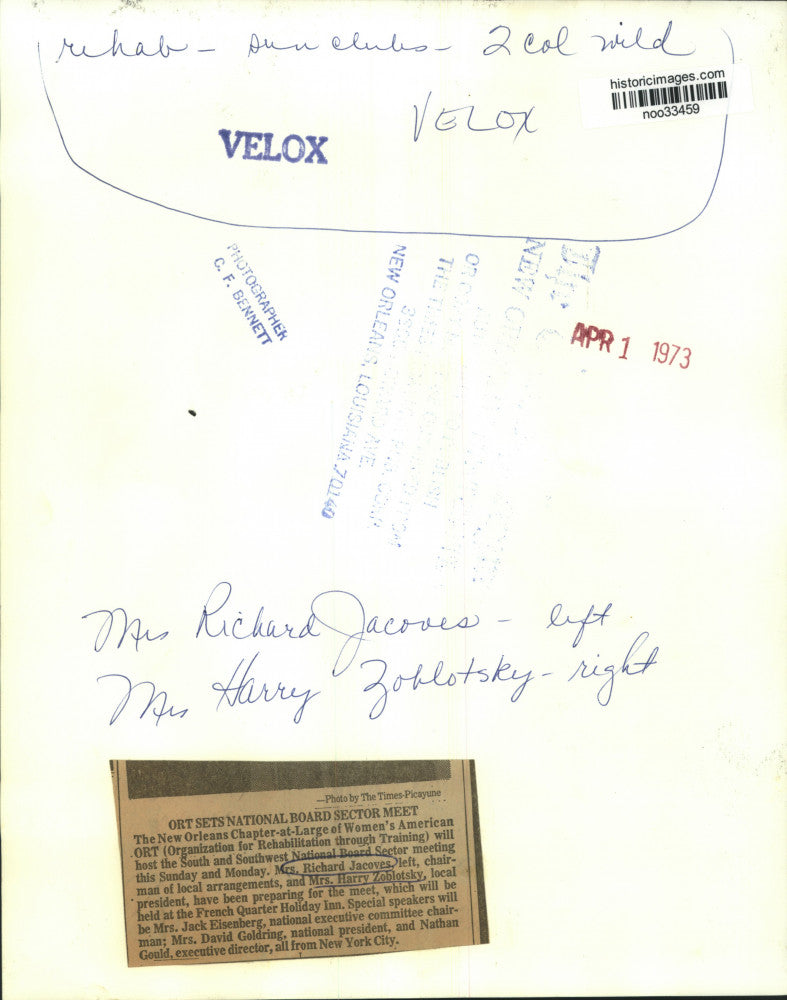 rehab - sun clubs - 2 col wild
historicimages.com
noo33459
VELOX
VELOX
PHOTOGRAPHER
C. F. BENNETT
NEW ORLEANS, LOUISIANA 70140
APR 1 1973
Mrs Richard Jacoves - left
Mrs Harry Zoblotsky - right
—Photo by The Times-Picayune
ORT SETS NATIONAL BOARD SECTOR MEET
The New Orleans Chapter-at-Large of Women's American
ORT (Organization for Rehabilitation through Training) will
host the South and Southwest National Board Sector meeting
this Sunday and Monday. Mrs. Richard Jacoves, left, chair-
man of local arrangements, and Mrs. Harry Zoblotsky, local
president, have been preparing for the meet, which will be
held at the French Quarter Holiday Inn. Special speakers will
be Mrs. Jack Eisenberg, national executive committee chair-
man; Mrs. David Goldring, national president, and Nathan
Gould, executive director, all from New York City.